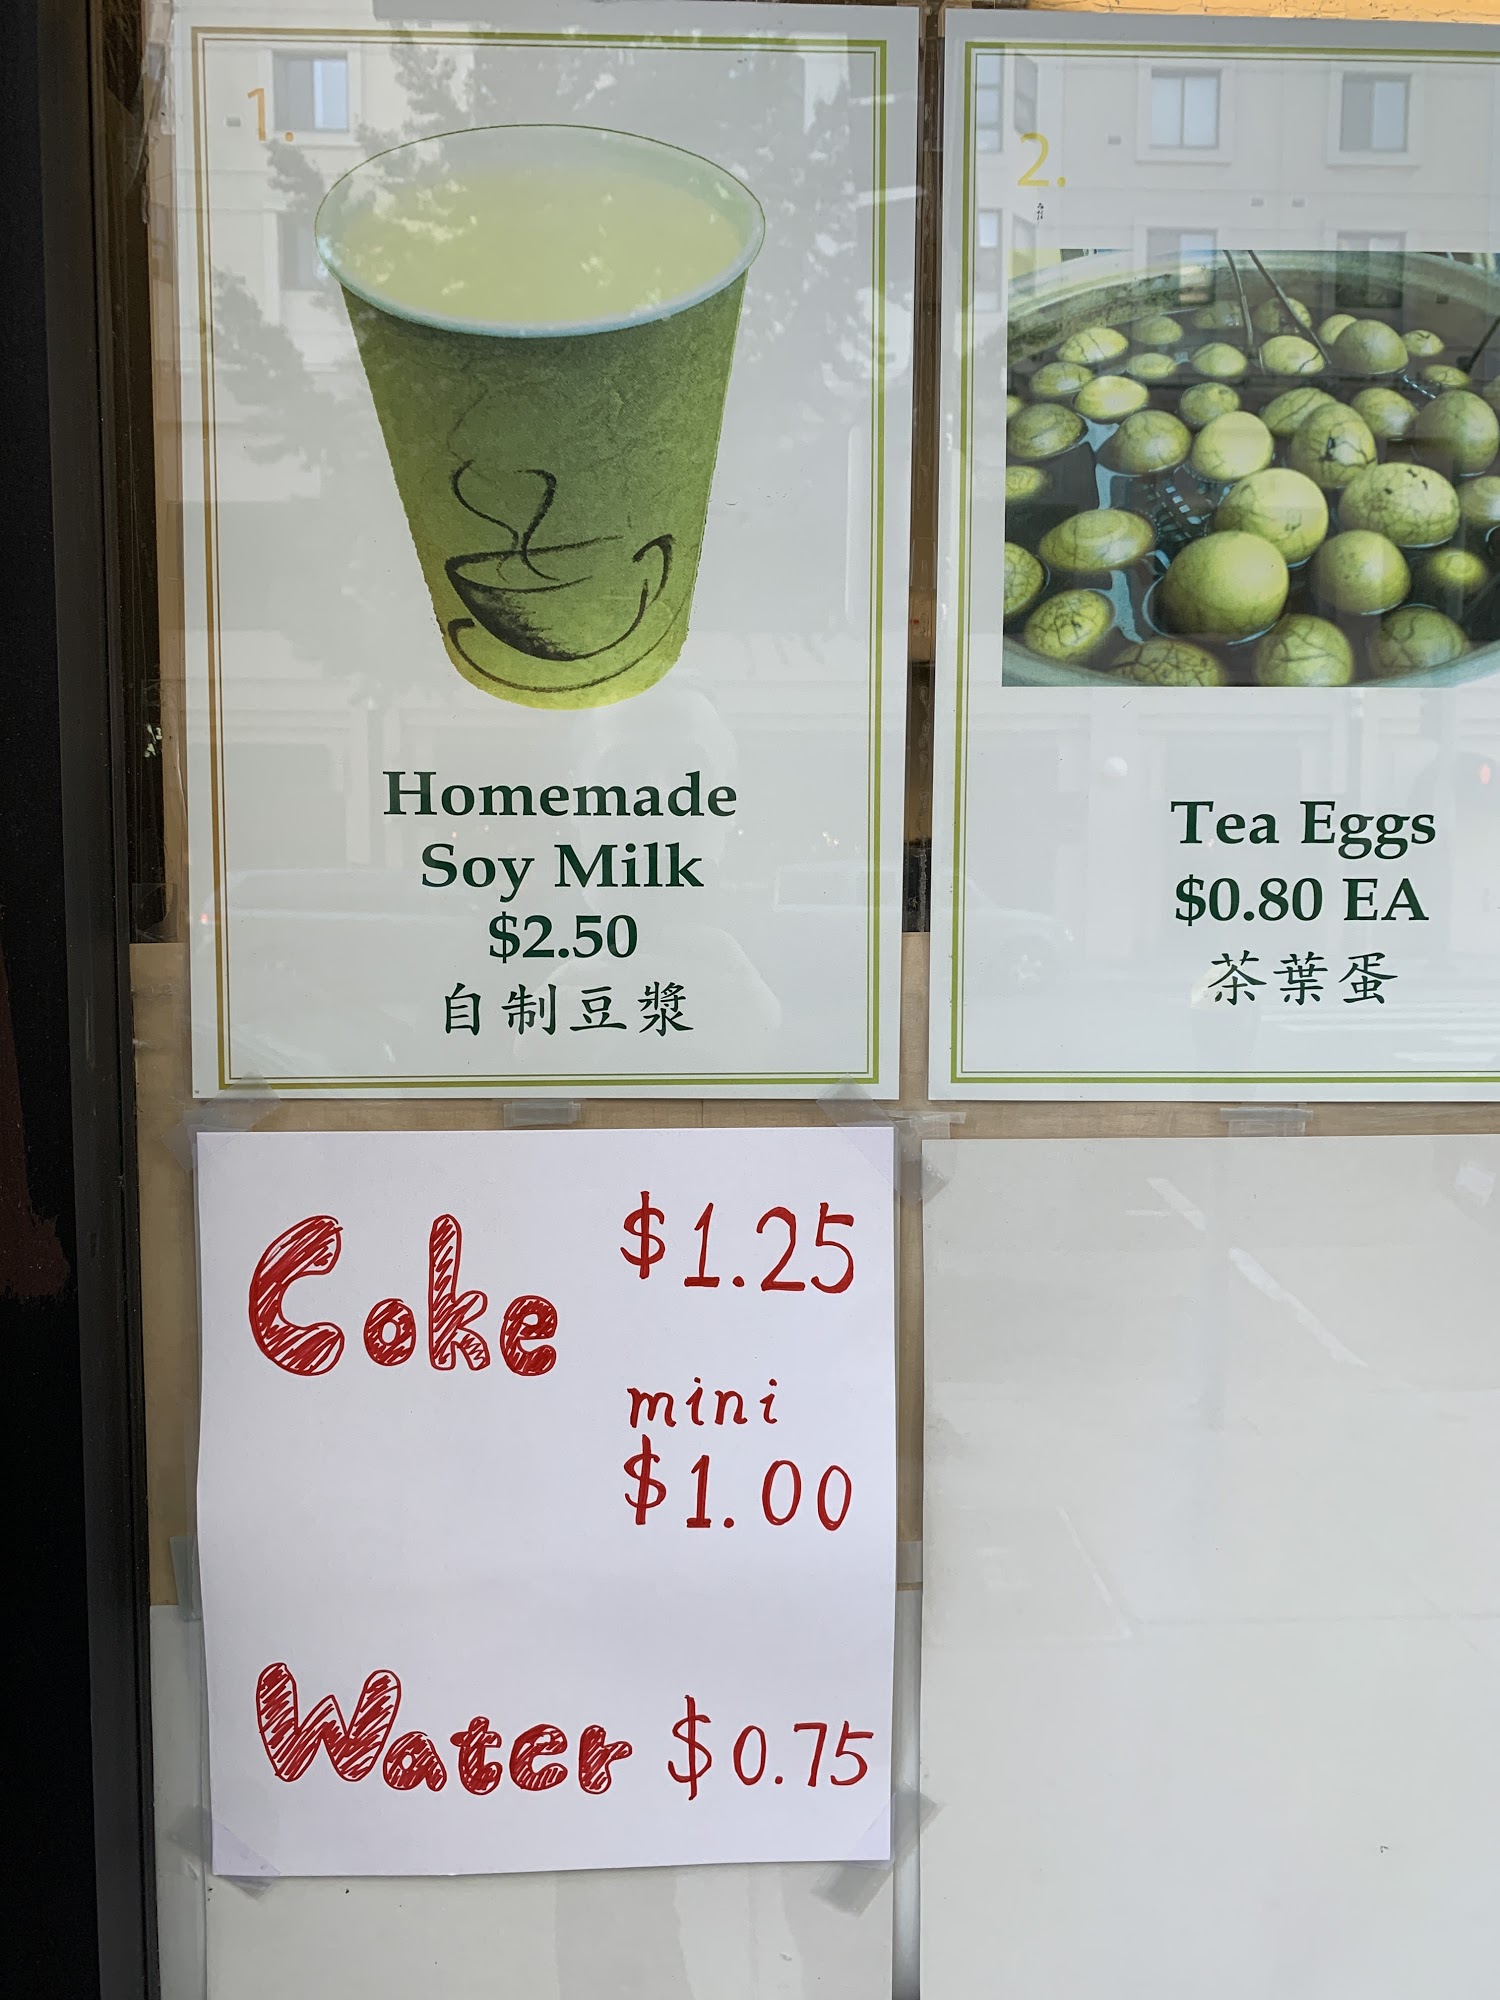 1.
Homemade
Soy Milk
$2.50
自制豆漿
2.
Tea Eggs
$0.80 EA
茶葉蛋
Coke $1.25
mini
$1.00
Water $0.75